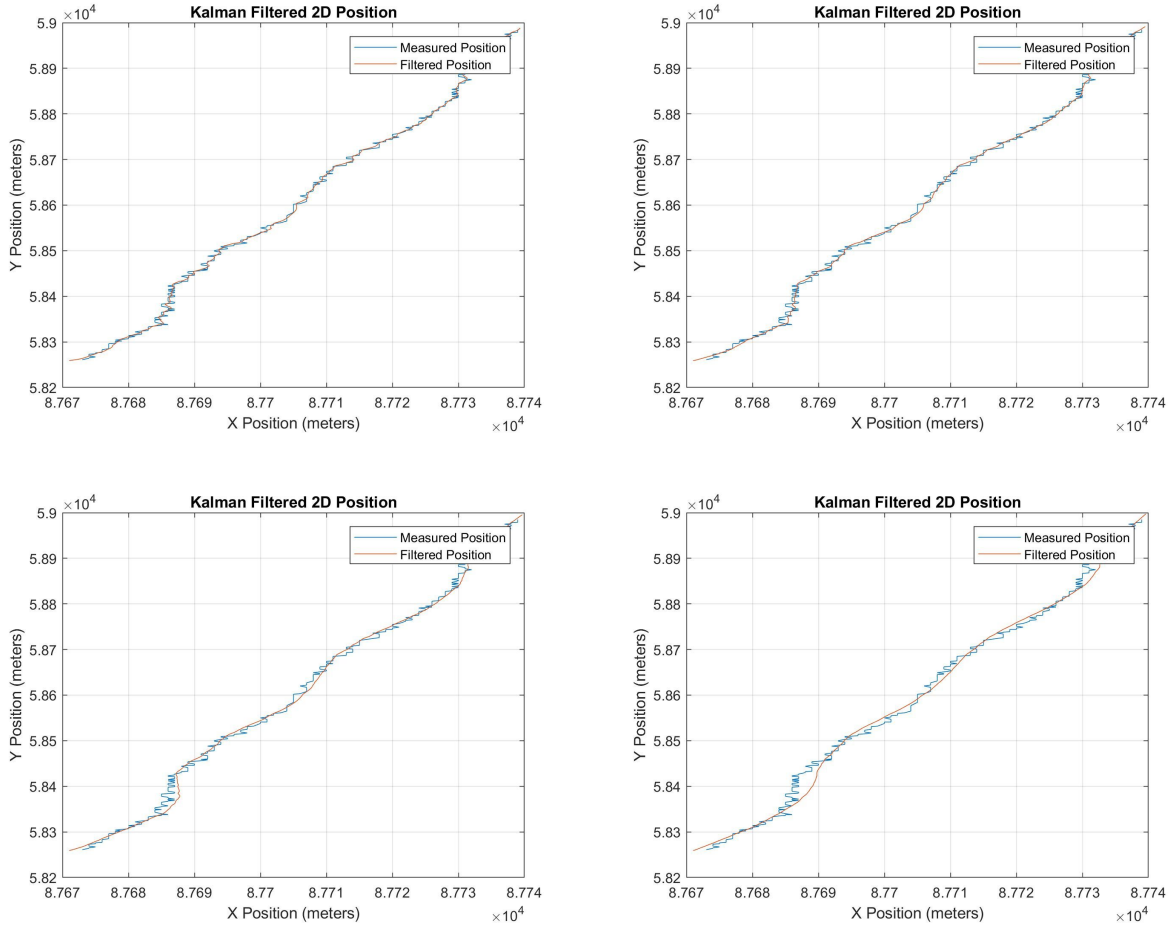 Kalman Filtered 2D Position
×10⁴
5.9
5.89
5.88
5.87
5.86
5.85
5.84
5.83
5.82
Y Position (meters)
Measured Position
Filtered Position
8.767 8.768 8.769 8.77 8.771 8.772 8.773 8.774
X Position (meters)
×10⁴
Kalman Filtered 2D Position
×10⁴
5.9
5.89
5.88
5.87
5.86
5.85
5.84
5.83
5.82
Y Position (meters)
Measured Position
Filtered Position
8.767 8.768 8.769 8.77 8.771 8.772 8.773 8.774
X Position (meters)
×10⁴
Kalman Filtered 2D Position
×10⁴
5.9
5.89
5.88
5.87
5.86
5.85
5.84
5.83
5.82
Y Position (meters)
Measured Position
Filtered Position
8.767 8.768 8.769 8.77 8.771 8.772 8.773 8.774
X Position (meters)
×10⁴
Kalman Filtered 2D Position
×10⁴
5.9
5.89
5.88
5.87
5.86
5.85
5.84
5.83
5.82
Y Position (meters)
Measured Position
Filtered Position
8.767 8.768 8.769 8.77 8.771 8.772 8.773 8.774
X Position (meters)
×10⁴